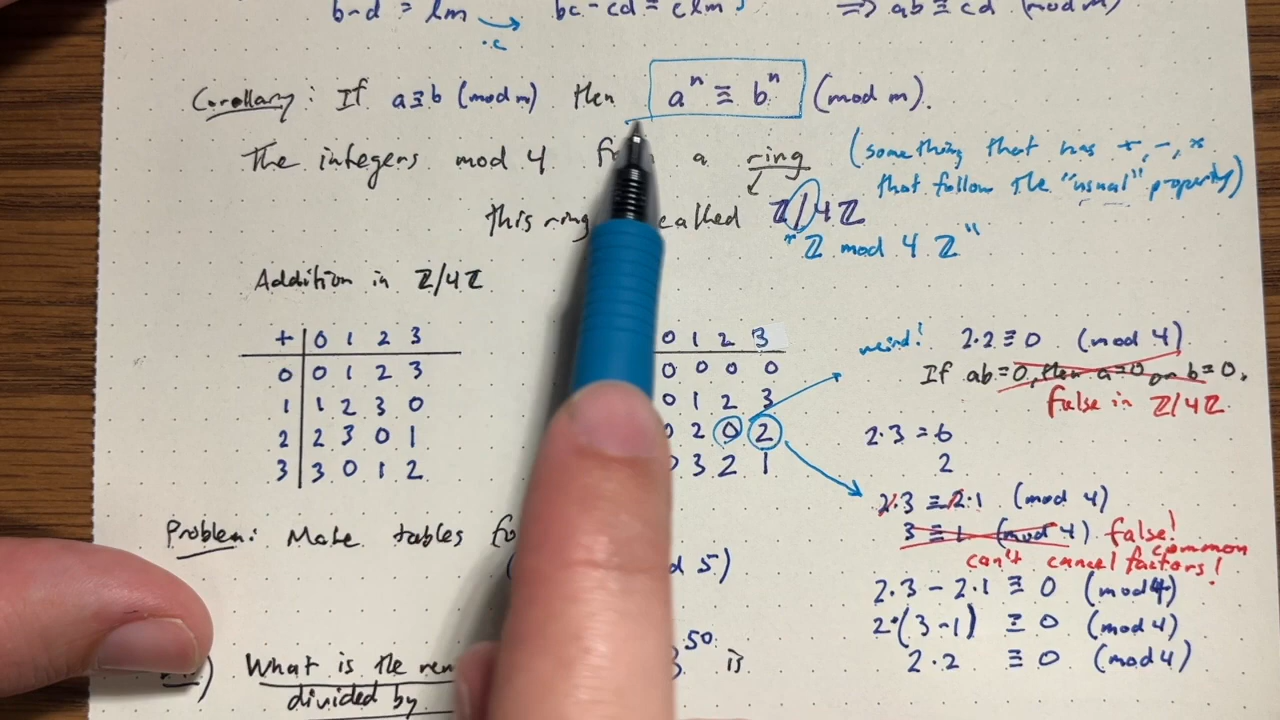 b-d = lm bc-cd = clm ⇒ ab ≡ cd (mod m)
·c
Corollary: If a≡b (mod m) then aⁿ ≡ bⁿ (mod m).
The integers mod 4 a ring (something that has +, -, ×
that follow the "usual" property)
this ring called ℤ/4ℤ
"ℤ mod 4ℤ"
Addition in ℤ/4ℤ
+ 0 1 2 3
0 0 1 2 3
1 1 2 3 0
2 2 3 0 1
3 3 0 1 2
0 1 2 3
0 0 0 0
0 1 2 3
0 2 0 2
3 2 1
weird! 2·2 ≡ 0 (mod 4)
If ab=0, then a=0 or b=0,
false in ℤ/4ℤ
2·3 = 6
2
2·3 ≡ 2·1 (mod 4)
3 ≡ 1 (mod 4) false!
can't cancel common factors!
2·3 - 2·1 ≡ 0 (mod 4)
2·(3-1) ≡ 0 (mod 4)
2·2 ≡ 0 (mod 4)
Problem: Make tables
5)
What is the 50 is
divided by